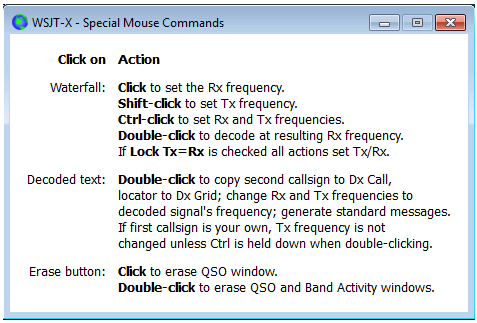 WSJT-X - Special Mouse Commands
Click on Action
Waterfall: Click to set the Rx frequency.
Shift-click to set Tx frequency.
Ctrl-click to set Rx and Tx frequencies.
Double-click to decode at resulting Rx frequency.
If Lock Tx=Rx is checked all actions set Tx/Rx.
Decoded text: Double-click to copy second callsign to Dx Call,
locator to Dx Grid; change Rx and Tx frequencies to
decoded signal's frequency; generate standard messages.
If first callsign is your own, Tx frequency is not
changed unless Ctrl is held down when double-clicking.
Erase button: Click to erase QSO window.
Double-click to erase QSO and Band Activity windows.